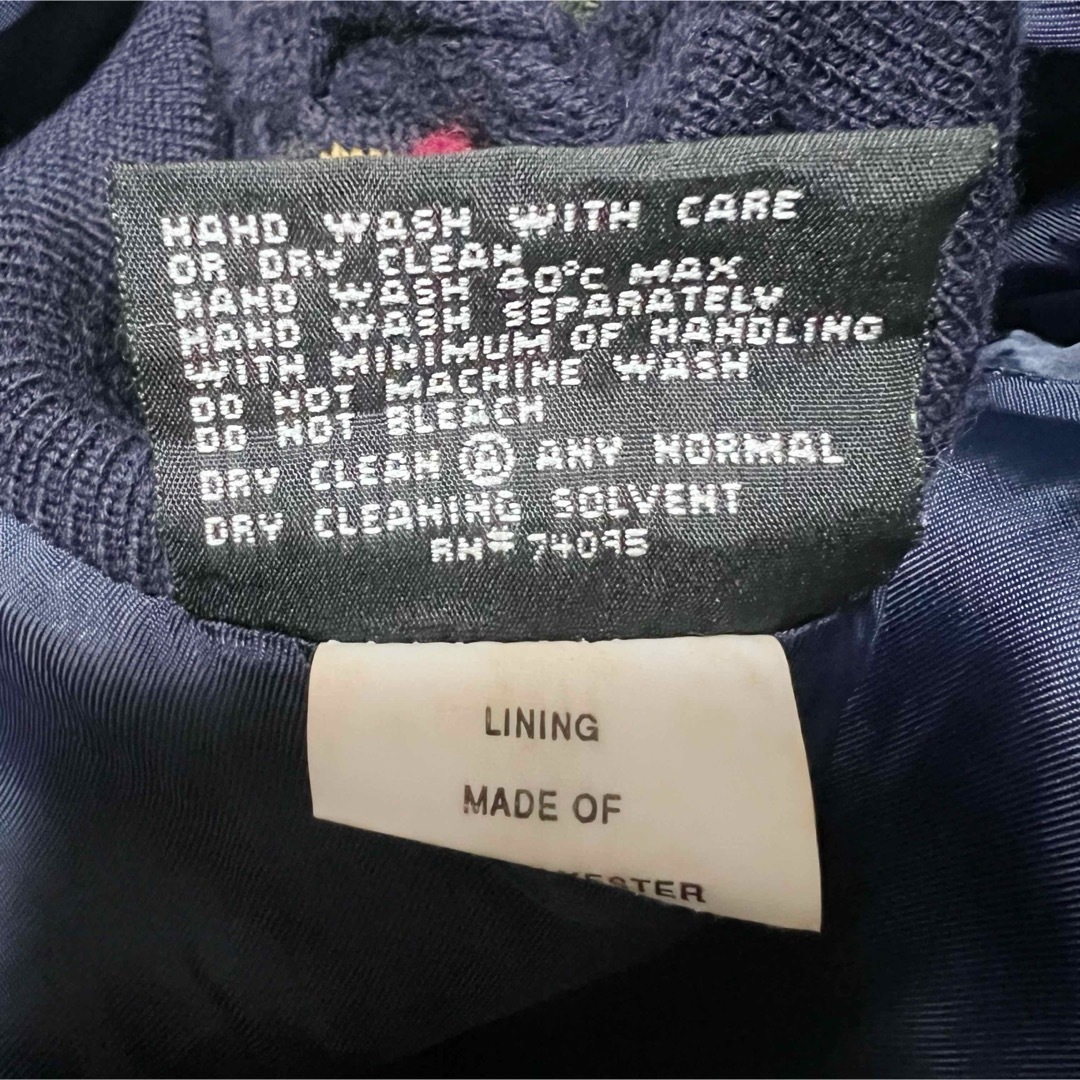 HAND WASH WITH CARE
OR DRY CLEAN
HAND WASH 40°C MAX
HAND WASH SEPARATELY
WITH MINIMUM OF HANDLING
DO NOT MACHINE WASH
DO NOT BLEACH
DRY CLEAN Ⓐ ANY NORMAL
DRY CLEANING SOLVENT
74095
LINING
MADE OF